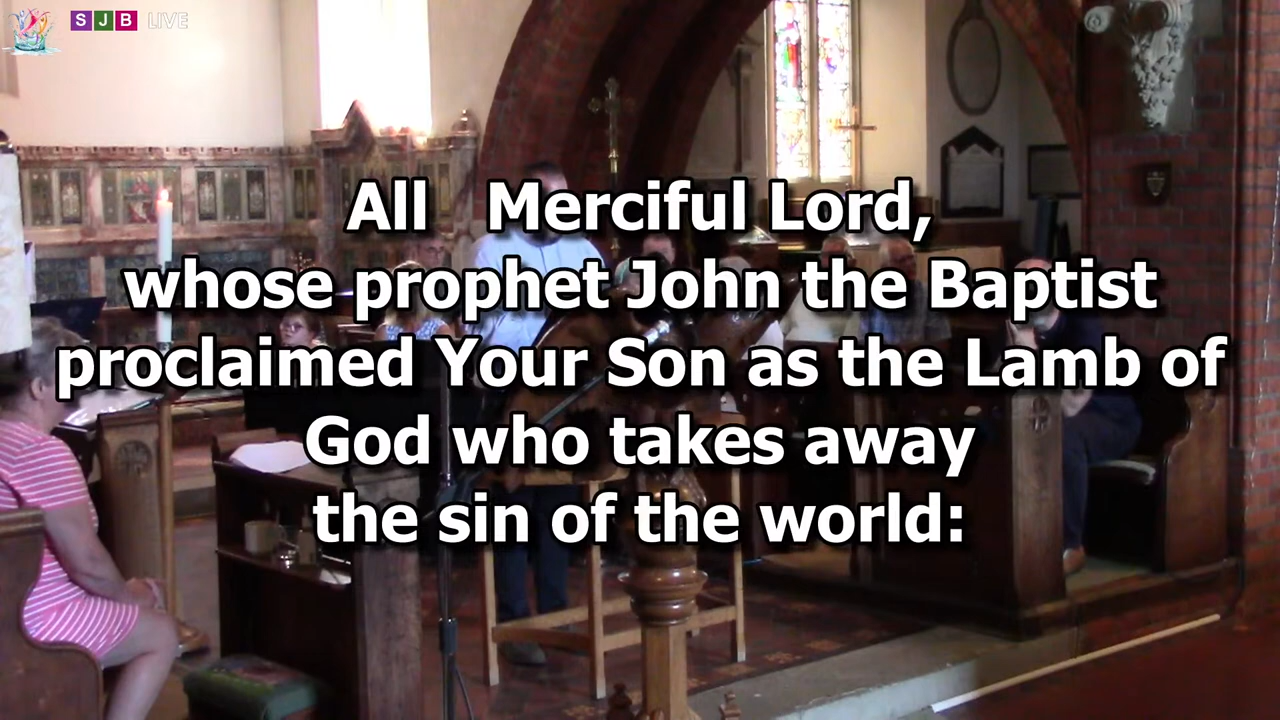 SJB LIVE
All Merciful Lord,
whose prophet John the Baptist
proclaimed Your Son as the Lamb of
God who takes away
the sin of the world: